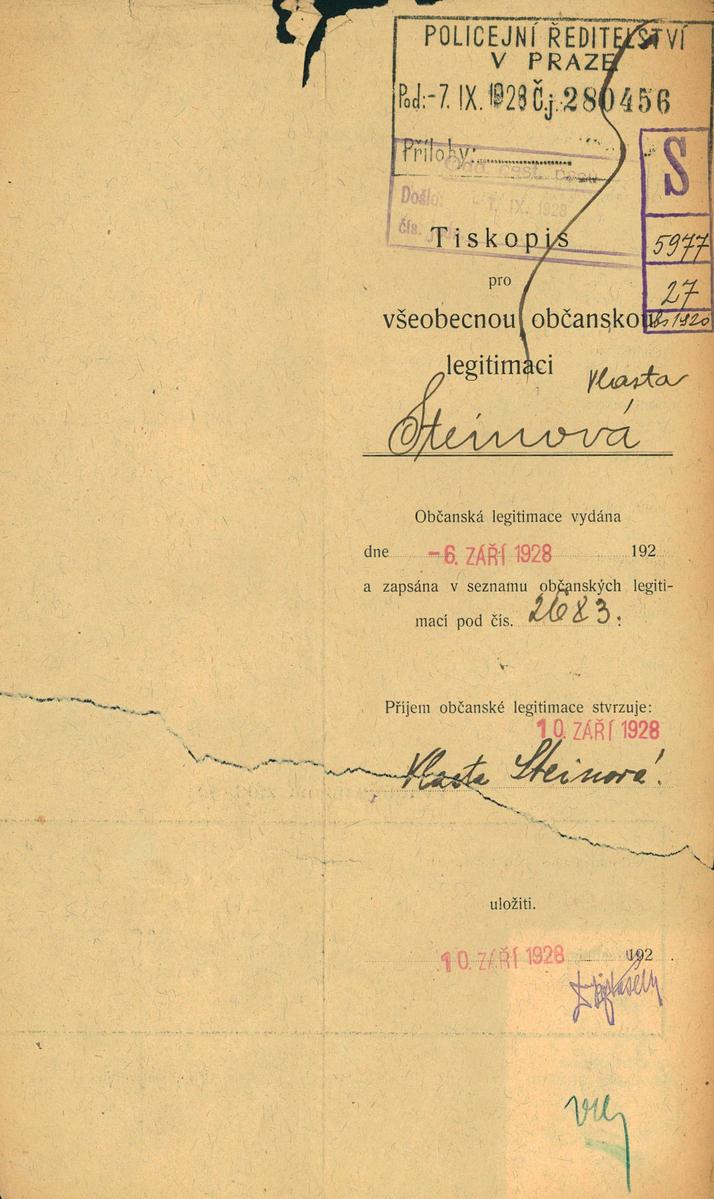 POLICEJNÍ ŘEDITELSTVÍ
V PRAZE
Pod: -7. IX. 1928 Č.j. 280456
Přílohy:
Došlo: 7. IX. 1928
čís.
S
5977
27
Tiskopis
pro
všeobecnou občanskou
legitimaci
Vlasta
Steinová
Občanská legitimace vydána
dne -6. ZÁŘÍ 1928 192
a zapsána v seznamu občanských legiti-
mací pod čís. 2683.
Příjem občanské legitimace stvrzuje:
10. ZÁŘÍ 1928
Vlasta Steinová.
uložiti.
10. ZÁŘÍ 1928 192